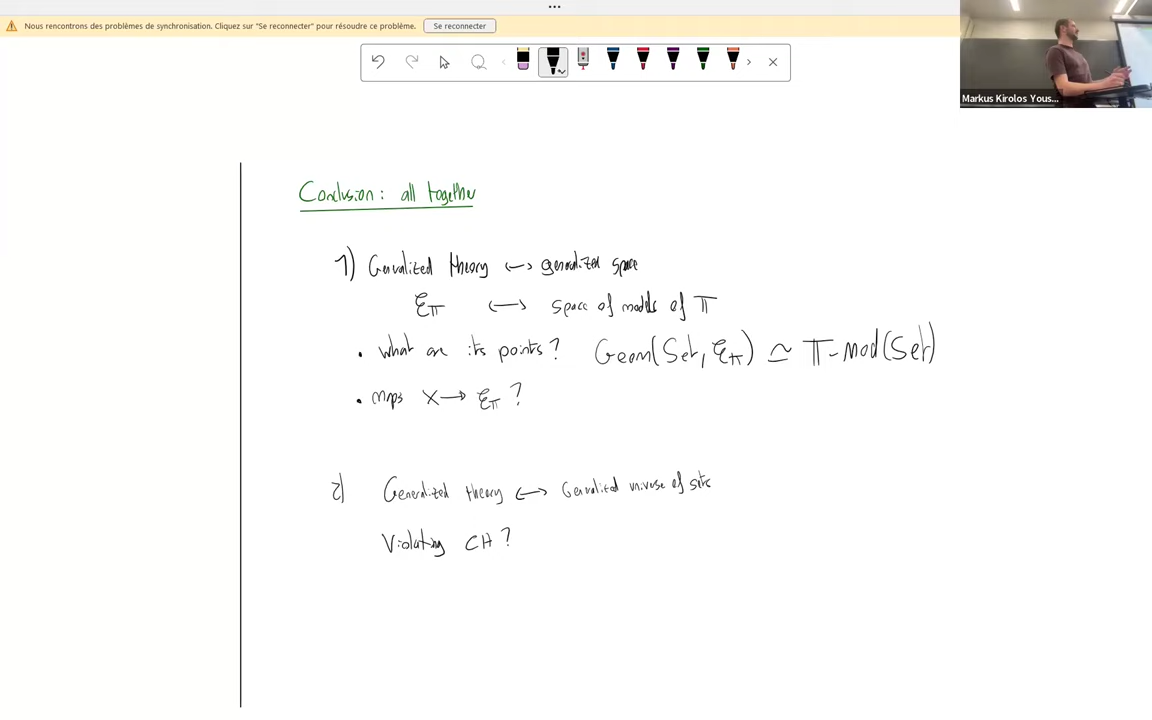 Nous rencontrons des problèmes de synchronisation. Cliquez sur "Se reconnecter" pour résoudre ce problème. Se reconnecter
Markus Kirolos Yous...
Conclusion: all together
1) Generalized theory ↔ generalized space
ℰ_𝕋 ↔ space of models of 𝕋
• What are its points? Geom(Set, ℰ_𝕋) ≃ 𝕋-mod(Set)
• maps X → ℰ_𝕋 ?
2) Generalized theory ↔ Generalized universe of sets
Violating CH?